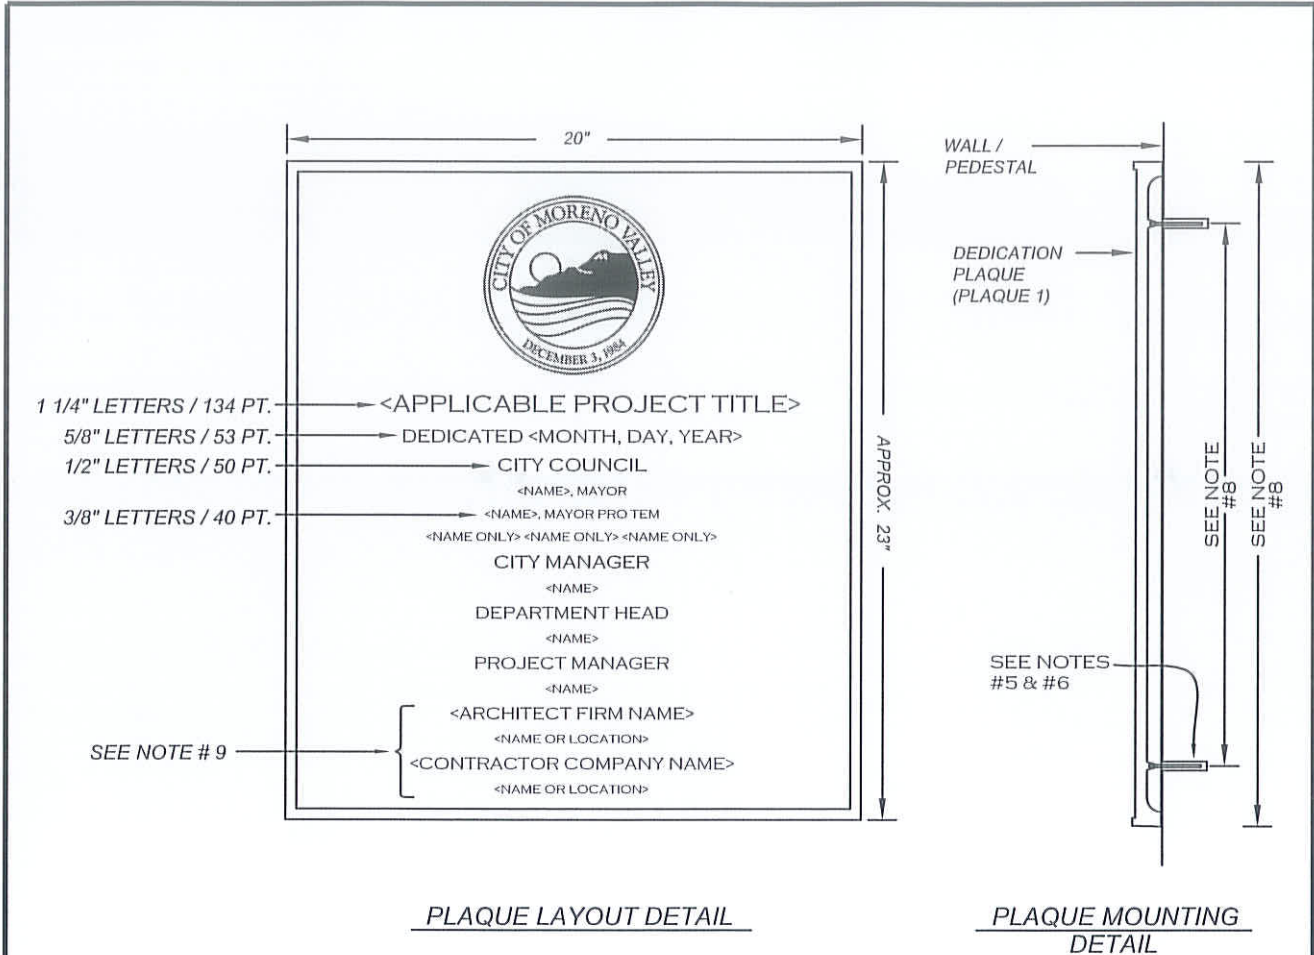 20"
CITY OF MORENO VALLEY
DECEMBER 3, 1984
1 1/4" LETTERS / 134 PT.
<APPLICABLE PROJECT TITLE>
5/8" LETTERS / 53 PT.
DEDICATED <MONTH, DAY, YEAR>
1/2" LETTERS / 50 PT.
CITY COUNCIL
<NAME>, MAYOR
3/8" LETTERS / 40 PT.
<NAME>, MAYOR PRO TEM
<NAME ONLY> <NAME ONLY> <NAME ONLY>
CITY MANAGER
<NAME>
DEPARTMENT HEAD
<NAME>
PROJECT MANAGER
<NAME>
<ARCHITECT FIRM NAME>
<NAME OR LOCATION>
SEE NOTE # 9
<CONTRACTOR COMPANY NAME>
<NAME OR LOCATION>
APPROX. 23"
PLAQUE LAYOUT DETAIL
WALL /
PEDESTAL
DEDICATION
PLAQUE
(PLAQUE 1)
SEE NOTE
#8
SEE NOTE
#8
SEE NOTES
#5 & #6
PLAQUE MOUNTING
DETAIL